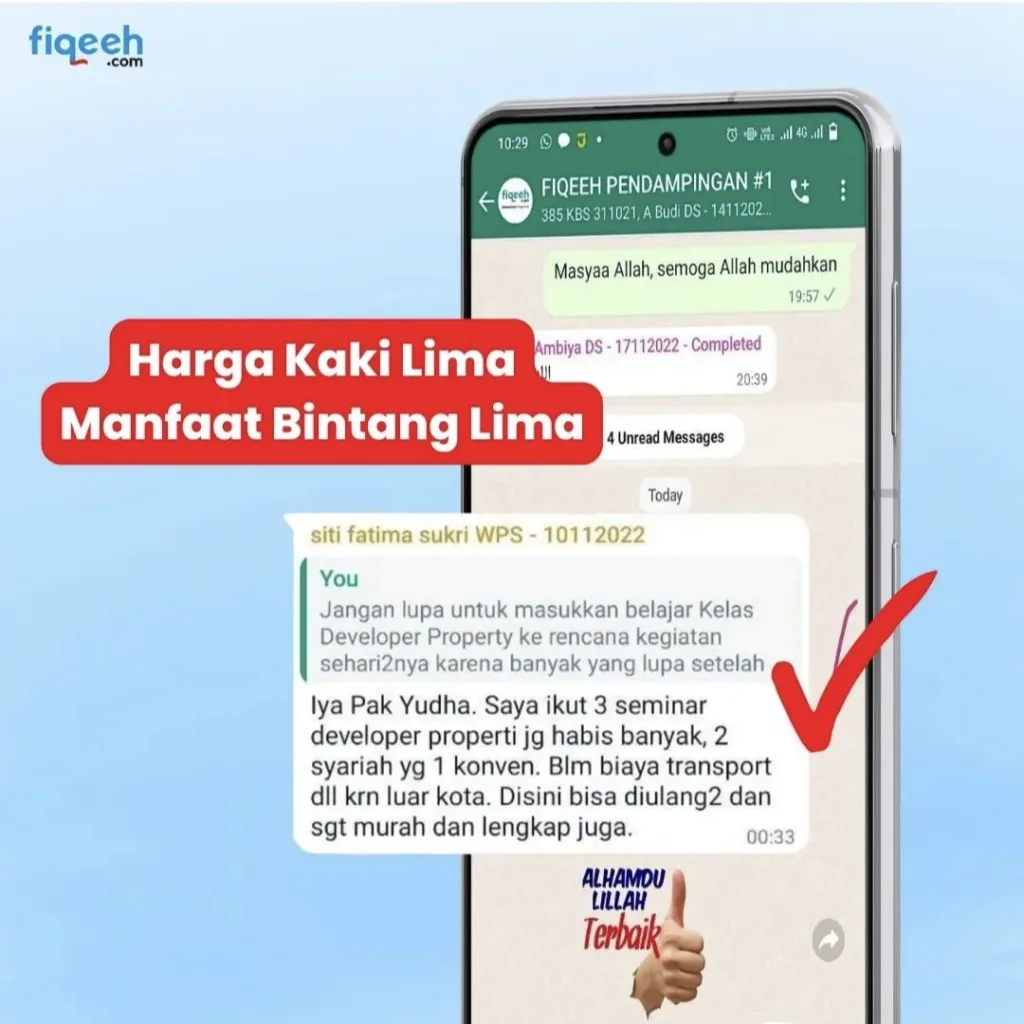 fiqeeh
.com
10:29
4G
FIQEEH PENDAMPINGAN #1
385 KBS 311021, A Budi DS - 1411202...
Masyaa Allah, semoga Allah mudahkan
19:57
Harga Kaki Lima
Manfaat Bintang Lima
Ambiya DS - 17112022 - Completed
20:39
4 Unread Messages
Today
siti fatima sukri WPS - 10112022
You
Jangan lupa untuk masukkan belajar Kelas
Developer Property ke rencana kegiatan
sehari2nya karena banyak yang lupa setelah
Iya Pak Yudha. Saya ikut 3 seminar
developer properti jg habis banyak, 2
syariah yg 1 konven. Blm biaya transport
dll krn luar kota. Disini bisa diulang2 dan
sgt murah dan lengkap juga.
00:33
ALHAMDU
LILLAH
Terbaik